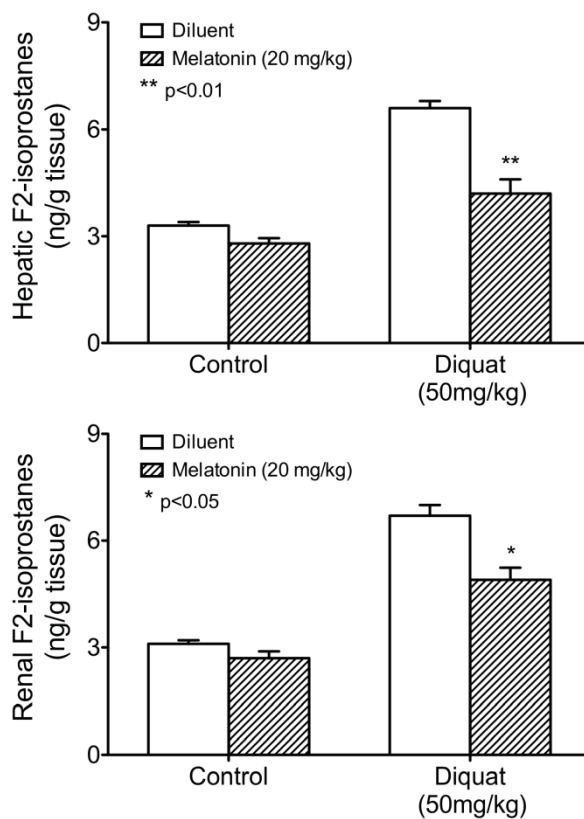 Hepatic F2-isoprostanes
(ng/g tissue)
9
6
3
0
Diluent
Melatonin (20 mg/kg)
** p<0.01
**
Control
Diquat
(50mg/kg)
Renal F2-isoprostanes
(ng/g tissue)
9
6
3
0
Diluent
Melatonin (20 mg/kg)
* p<0.05
*
Control
Diquat
(50mg/kg)